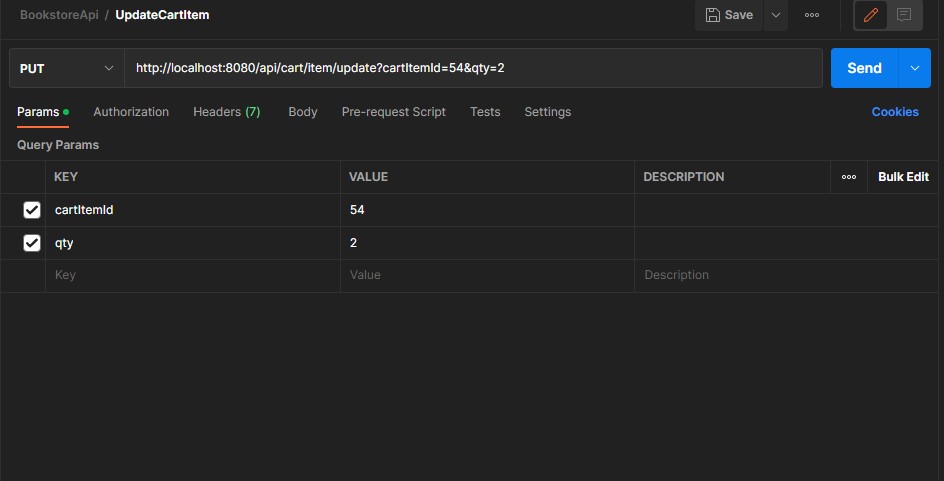 BookstoreApi / UpdateCartItem
Save
PUT
http://localhost:8080/api/cart/item/update?cartItemId=54&qty=2
Send
Params Authorization Headers (7) Body Pre-request Script Tests Settings Cookies
Query Params
KEY VALUE DESCRIPTION Bulk Edit
cartItemId 54
qty 2
Key Value Description